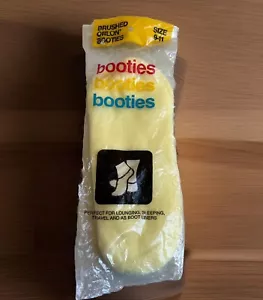 BRUSHED
ORLON®
BOOTIES
SIZE
9-11
booties
booties
booties
PERFECT FOR LOUNGING, SLEEPING,
TRAVEL AND AS BOOT LINERS